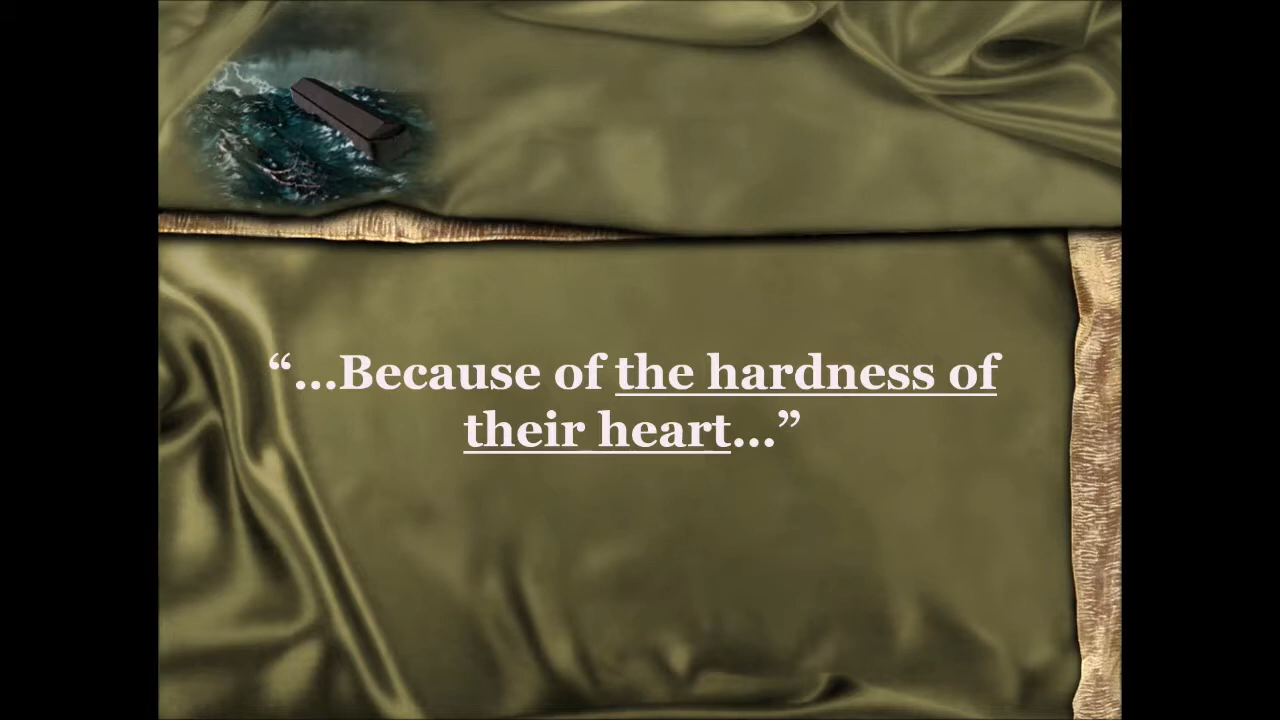 “…Because of the hardness of
their heart…”